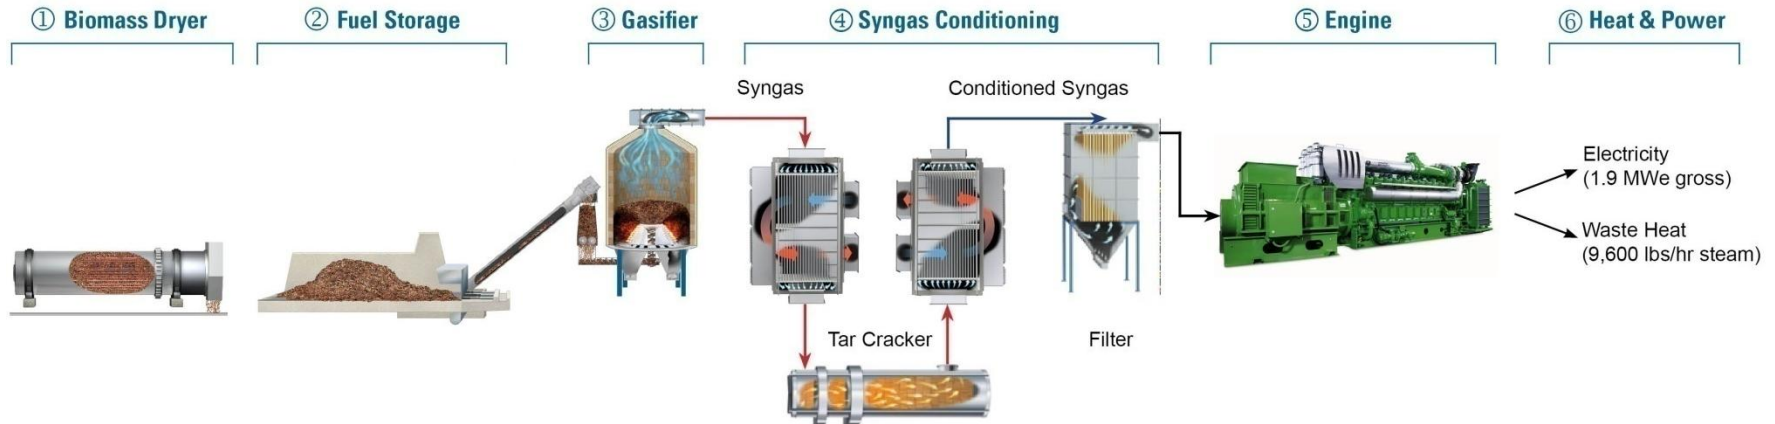 ① Biomass Dryer
② Fuel Storage
③ Gasifier
④ Syngas Conditioning
⑤ Engine
⑥ Heat & Power
Syngas
Conditioned Syngas
Electricity
(1.9 MWe gross)
Waste Heat
(9,600 lbs/hr steam)
Tar Cracker
Filter